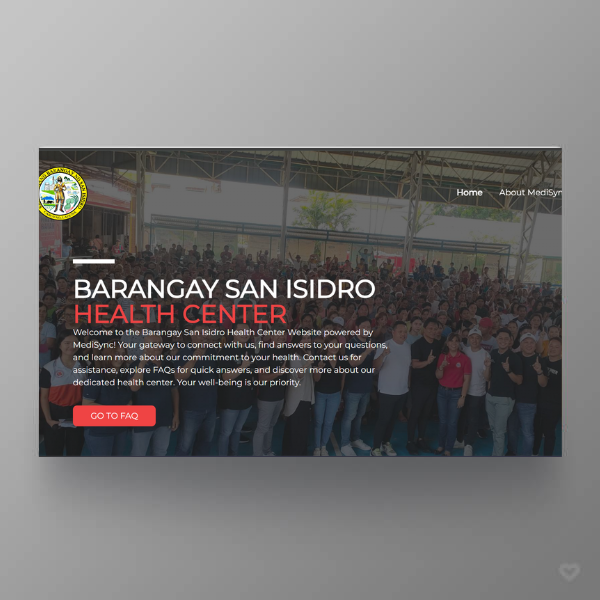 Home About MediSyn
BARANGAY SAN ISIDRO
HEALTH CENTER
Welcome to the Barangay San Isidro Health Center Website powered by
MediSync! Your gateway to connect with us, find answers to your questions,
and learn more about our commitment to your health. Contact us for
assistance, explore FAQs for quick answers, and discover more about our
dedicated health center. Your well-being is our priority.
GO TO FAQ